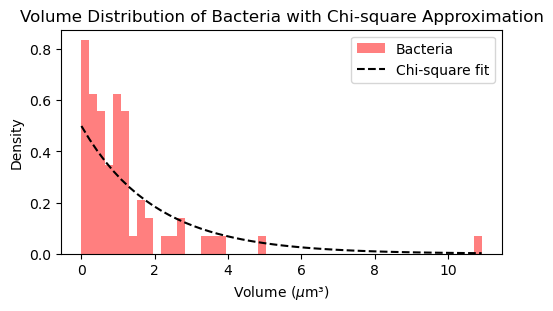 Volume Distribution of Bacteria with Chi-square Approximation
Bacteria
Chi-square fit
Density
0.8
0.6
0.4
0.2
0.0
0 2 4 6 8 10
Volume (μm³)